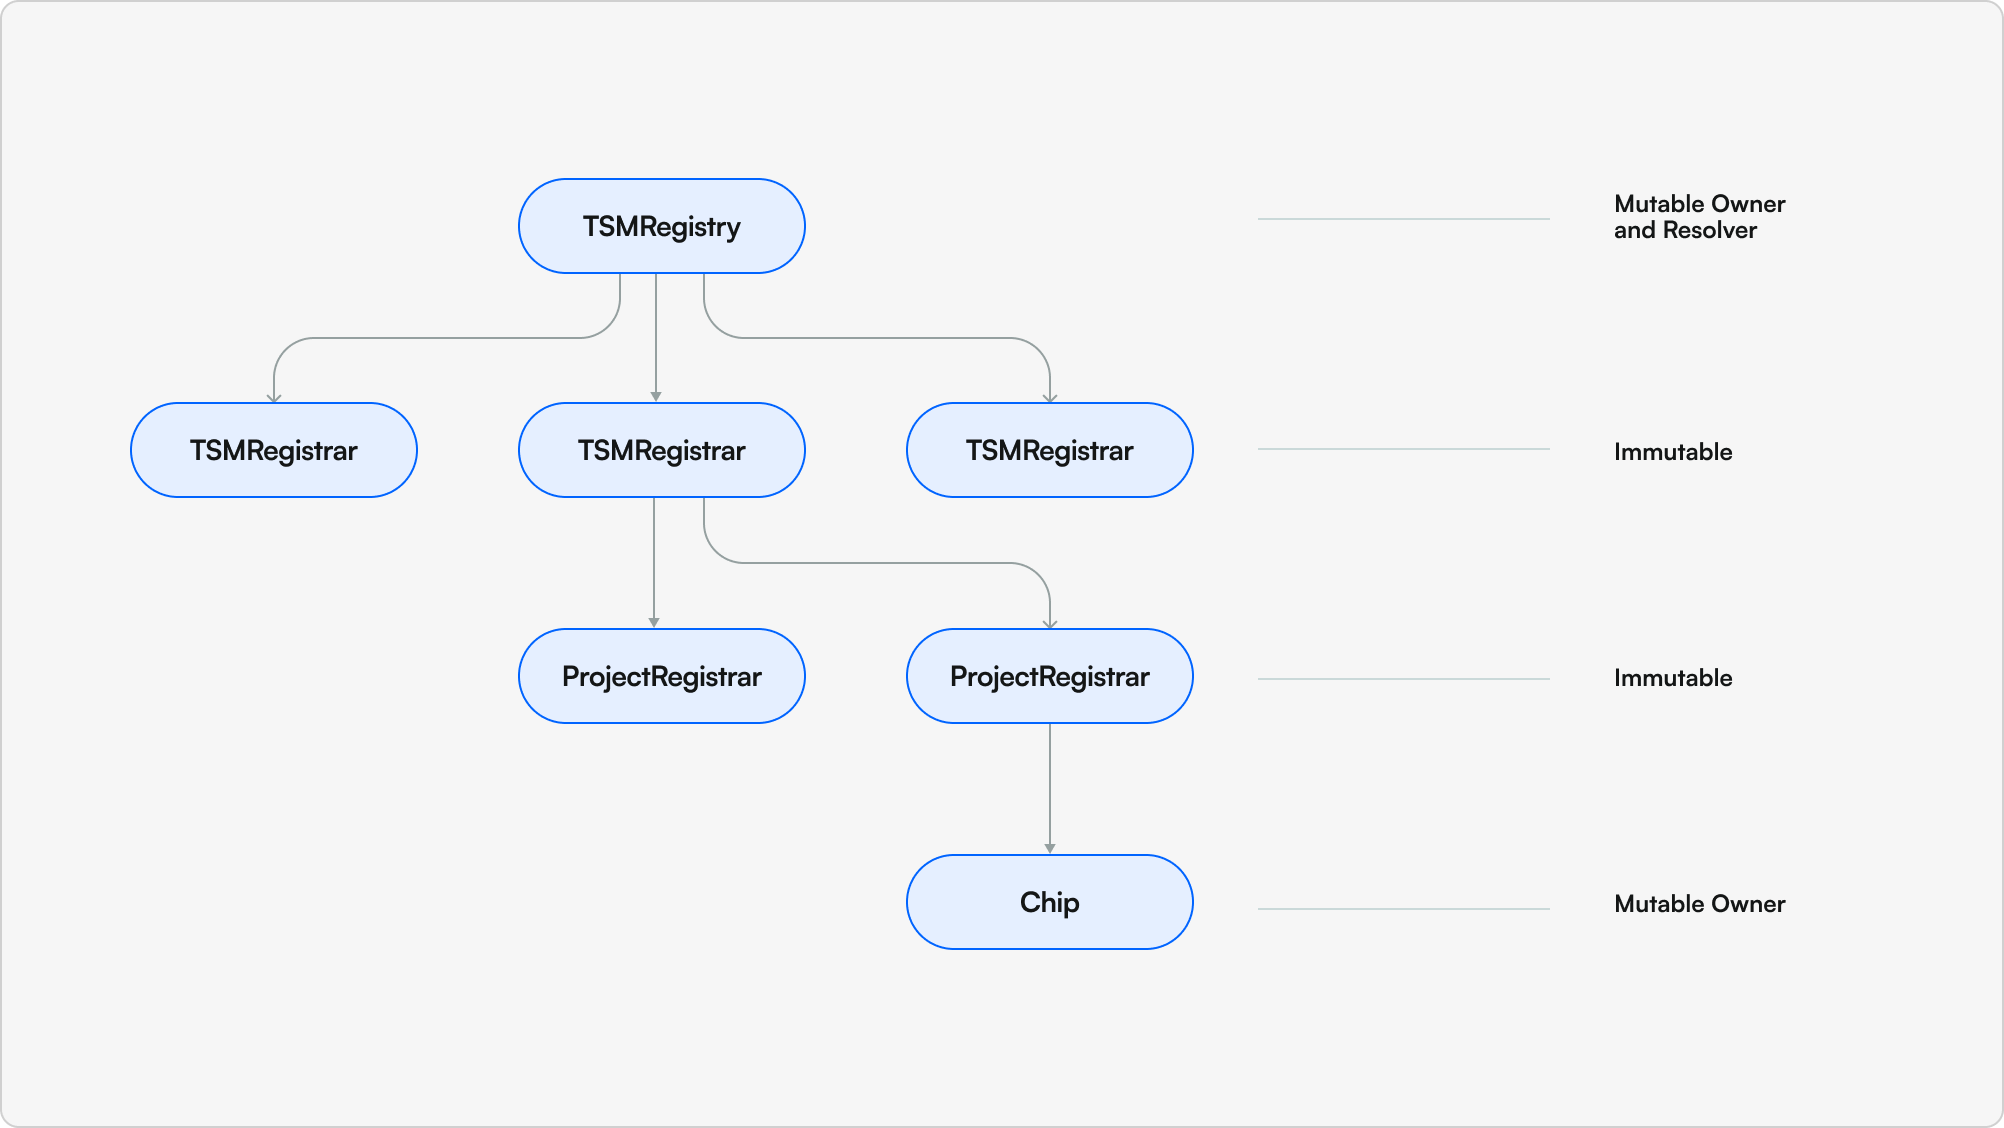 TSMRegistry
Mutable Owner
and Resolver
TSMRegistrar
TSMRegistrar
TSMRegistrar
Immutable
ProjectRegistrar
ProjectRegistrar
Immutable
Chip
Mutable Owner